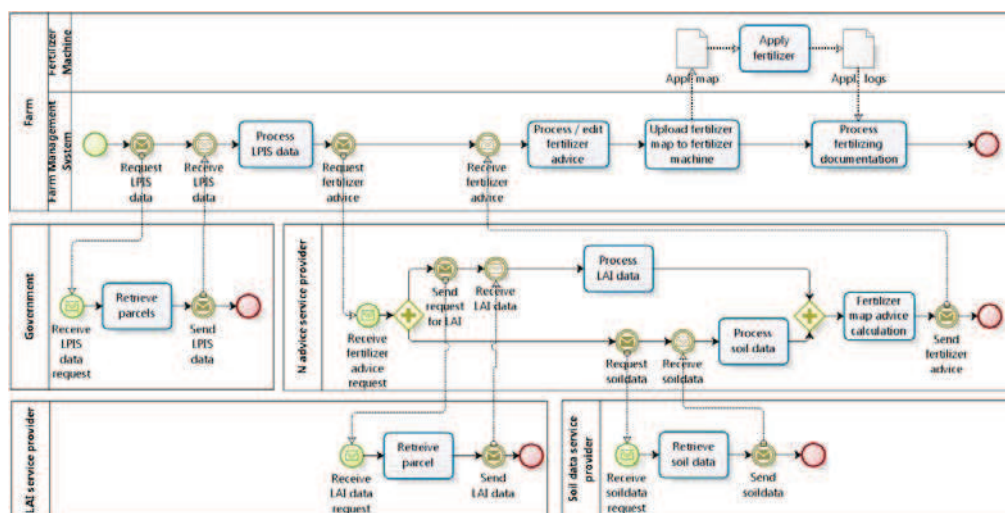 Farm
Fertilizer
Machine
Appl. map
Apply
fertilizer
Appl. logs
Farm Management
System
Request
LPIS
data
Receive
LPIS
data
Process
LPIS data
Request
fertilizer
advice
Receive
fertilizer
advice
Process / edit
fertilizer
advice
Upload fertilizer
map to fertilizer
machine
Process
fertilizing
documentation
Government
Receive
LPIS data
request
Retrieve
parcels
Send
LPIS
data
N advice service provider
Receive
fertilizer
advice
request
Send
request
for LAI
Receive
LAI data
Process
LAI data
Request
soildata
Receive
soildata
Process
soil data
Fertilizer
map advice
calculation
Send
fertilizer
advice
LAI service provider
Receive
LAI data
request
Retreive
parcel
Send
LAI data
Soil data service
provider
Receive
soildata
request
Retrieve
soil data
Send
soildata